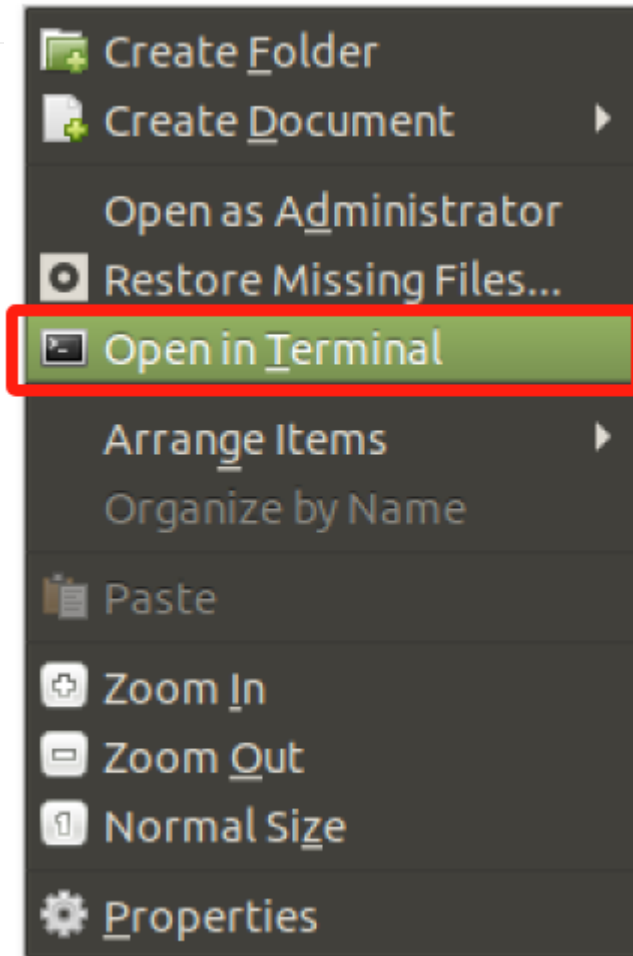 Create Folder
Create Document
Open as Administrator
Restore Missing Files...
Open in Terminal
Arrange Items
Organize by Name
Paste
Zoom In
Zoom Out
Normal Size
Properties